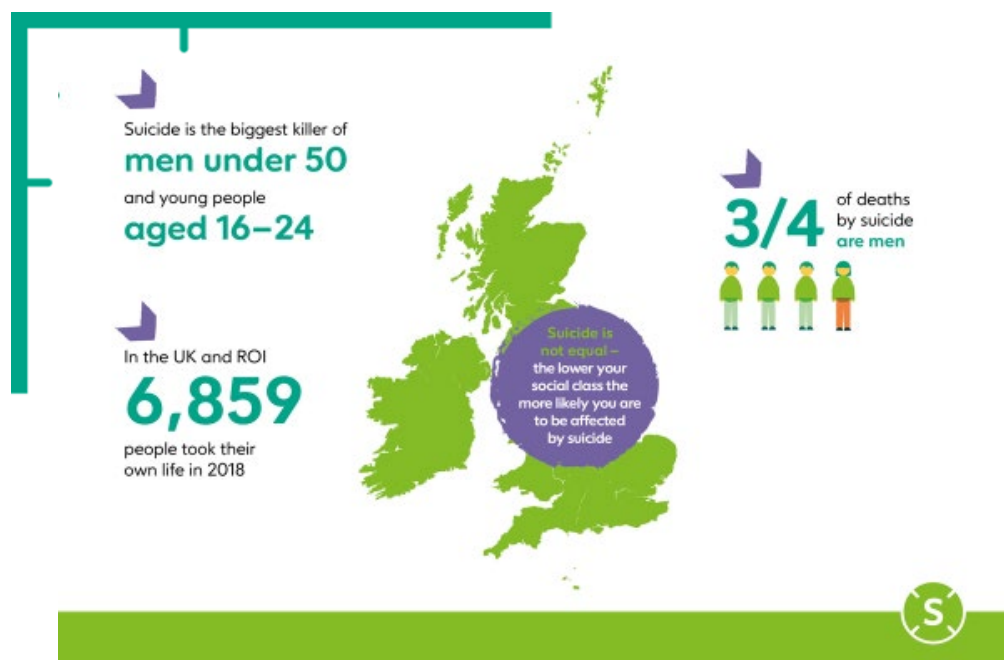 Suicide is the biggest killer of
men under 50
and young people
aged 16–24
In the UK and ROI
6,859
people took their
own life in 2018
Suicide is
not equal –
the lower your
social class the
more likely you are
to be affected
by suicide
3/4
of deaths
by suicide
are men
S